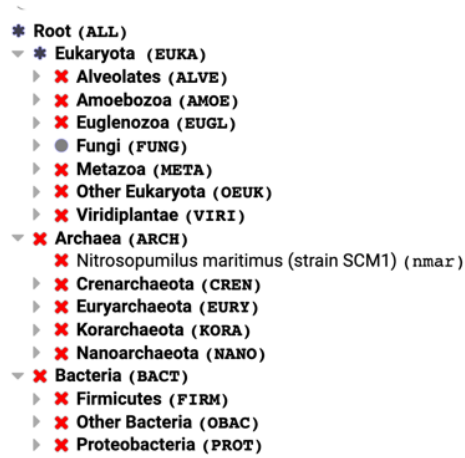 Root (ALL)
Eukaryota (EUKA)
Alveolates (ALVE)
Amoebozoa (AMOE)
Euglenozoa (EUGL)
Fungi (FUNG)
Metazoa (META)
Other Eukaryota (OEUK)
Viridiplantae (VIRI)
Archaea (ARCH)
Nitrosopumilus maritimus (strain SCM1) (nmar)
Crenarchaeota (CREN)
Euryarchaeota (EURY)
Korarchaeota (KORA)
Nanoarchaeota (NANO)
Bacteria (BACT)
Firmicutes (FIRM)
Other Bacteria (OBAC)
Proteobacteria (PROT)